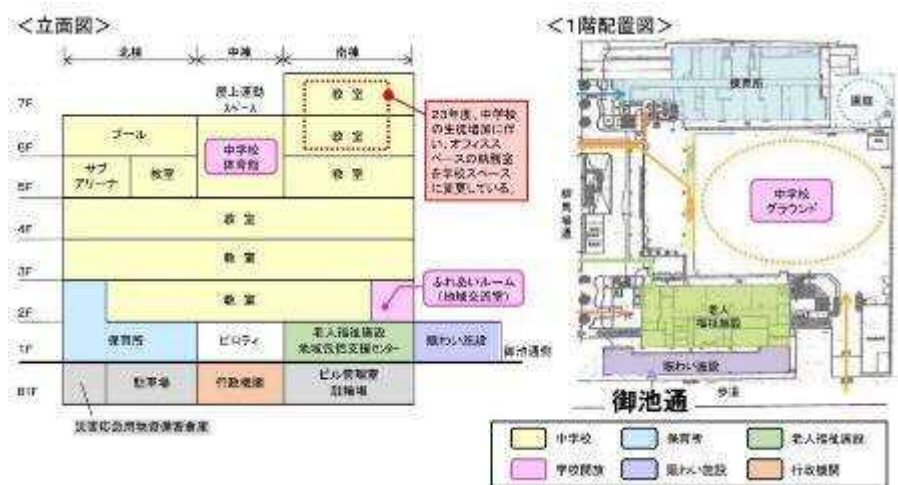 ＜立面図＞
北棟
中棟
南棟
7F
6F
5F
4F
3F
2F
1F
B1F
屋上運動
スペース
教室
プール
中学校
体育館
教室
サブ
アリーナ
教室
教室
教室
教室
教室
ふれあいルーム
(地域交流室)
保育所
ピロティ
老人福祉施設
賑わい施設
御池通側
駐車場
行政機関
ビル管理室
駐輪場
災害応急用物資備蓄倉庫
23年度、中学校
の生徒増加に伴
い、オフィスス
ペースの執務室
を学校スペース
に変更している。
＜1階配置図＞
保育所
園庭
中学校
グラウンド
老人
福祉施設
賑わい施設
歩道
御池通
中学校
保育所
老人福祉施設
学校開放
賑わい施設
行政機関